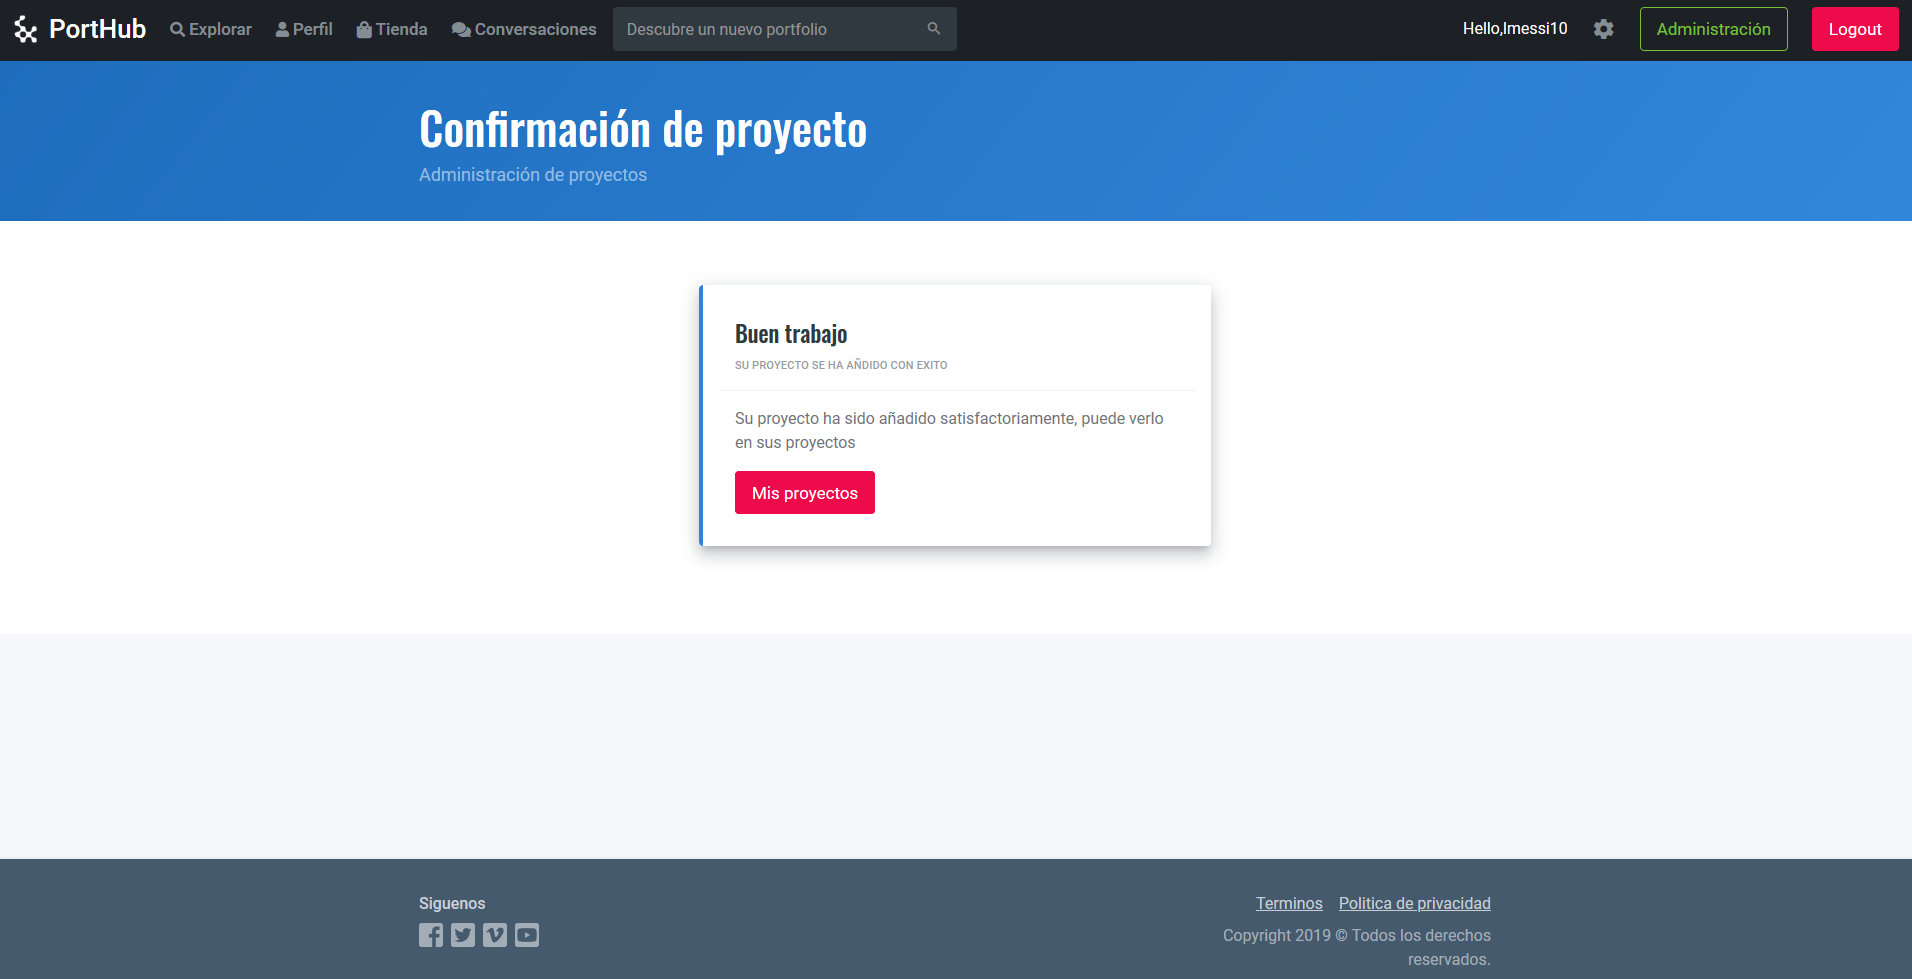 PortHub Explorar Perfil Tienda Conversaciones Descubre un nuevo portfolio Hello,lmessi10 Administración Logout
Confirmación de proyecto
Administración de proyectos
Buen trabajo
SU PROYECTO SE HA AÑDIDO CON EXITO
Su proyecto ha sido añadido satisfactoriamente, puede verlo
en sus proyectos
Mis proyectos
Siguenos
Terminos Politica de privacidad
Copyright 2019 © Todos los derechos
reservados.